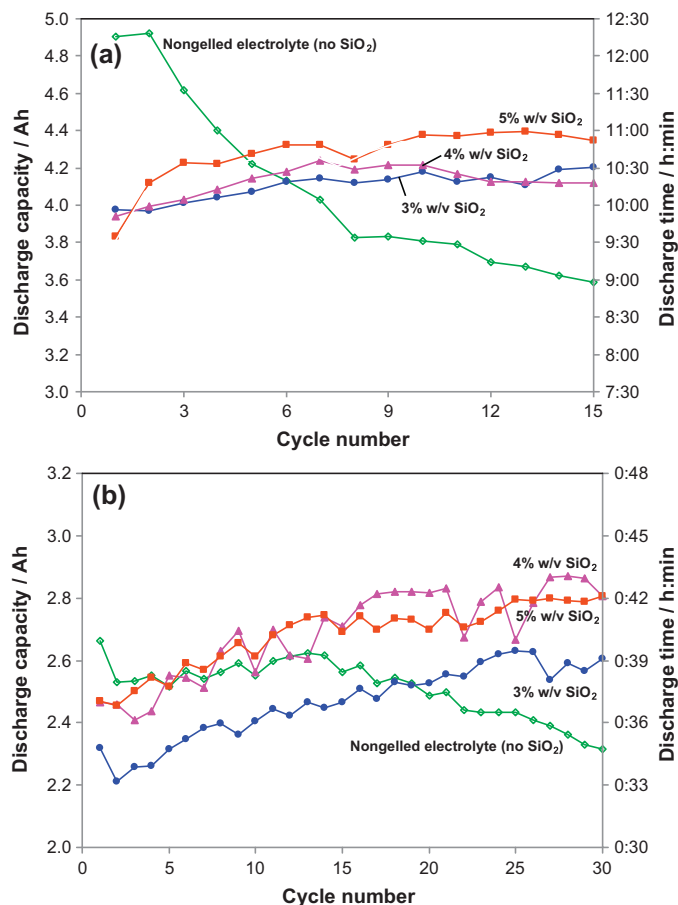 5.0
4.8
4.6
4.4
4.2
4.0
3.8
3.6
3.4
3.2
3.0
Discharge capacity / Ah
(a)
Nongelled electrolyte (no SiO₂)
5% w/v SiO₂
4% w/v SiO₂
3% w/v SiO₂
12:30
12:00
11:30
11:00
10:30
10:00
9:30
9:00
8:30
8:00
7:30
Discharge time / h:min
0 3 6 9 12 15
Cycle number
3.2
3.0
2.8
2.6
2.4
2.2
2.0
Discharge capacity / Ah
(b)
4% w/v SiO₂
5% w/v SiO₂
3% w/v SiO₂
Nongelled electrolyte (no SiO₂)
0:48
0:45
0:42
0:39
0:36
0:33
0:30
Discharge time / h:min
0 5 10 15 20 25 30
Cycle number